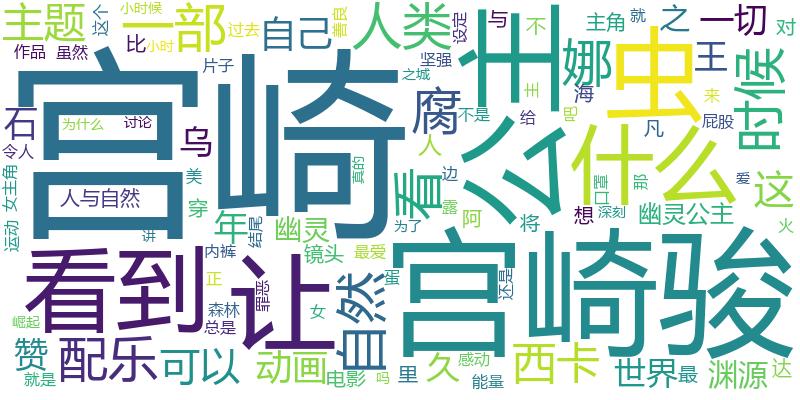 主题
这个
一部
小时候
小时
过去
善良
自己
人类
设定
与
不
主角
就
之
一切
对
作品
虽然
比
片子
之城
坚强
宫崎
公主
虫
娜
王
海
时候
石
令人
为什么
讨论
乌
腐
不是
主
给
吧
凡
来
屁股
什么
女主角
人与自然
美
穿
真的
看
人
边
露
阿
将
想
口罩
深刻
那
爱
这
幽灵公主
火
运动
讲
年
结尾
幽灵
镜头
为了
最爱
看到
让
内裤
正
罪恶
森林
总是
女
自然
蛋
宫崎骏
还是
崛起
赞
就是
配乐
可以
动画
电影
吗
里
久
感动
能量
西卡
世界
最
渊源
达